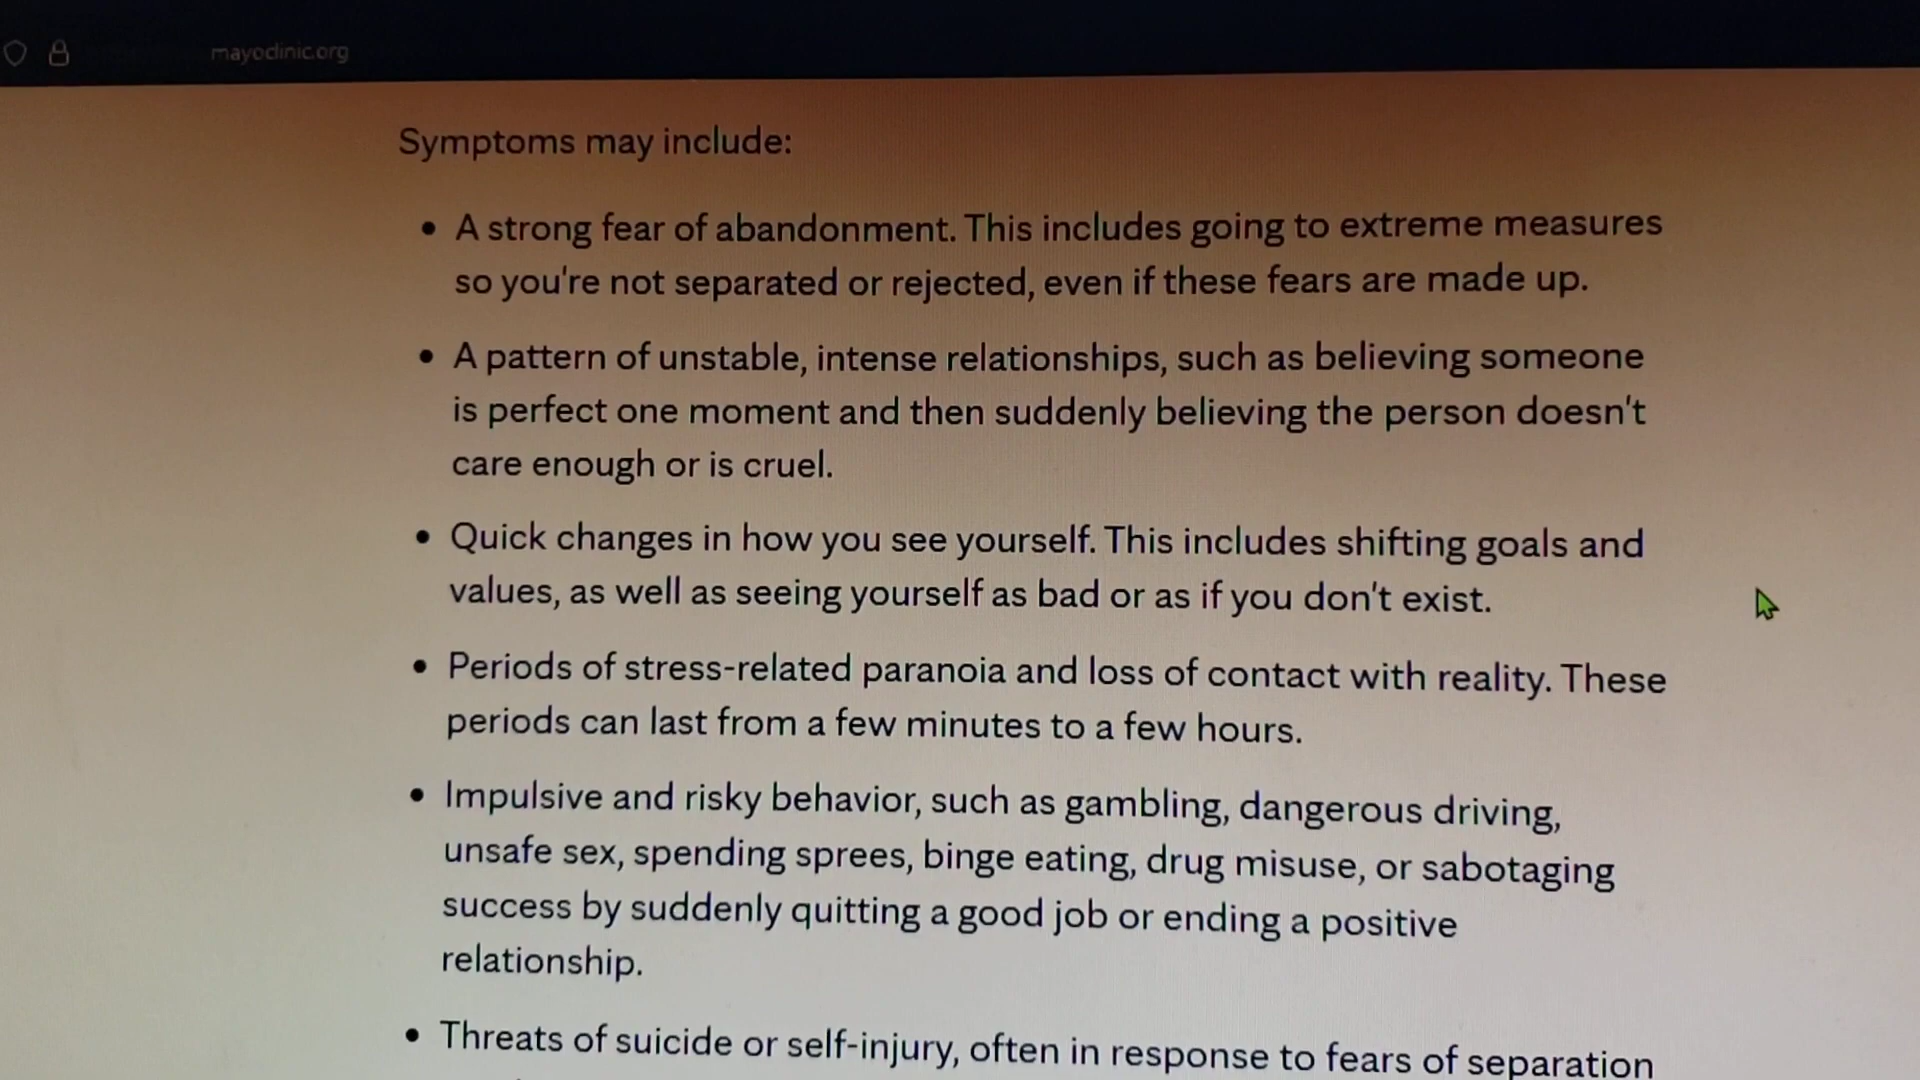 mayoclinic.org
Symptoms may include:
• A strong fear of abandonment. This includes going to extreme measures
so you're not separated or rejected, even if these fears are made up.
• A pattern of unstable, intense relationships, such as believing someone
is perfect one moment and then suddenly believing the person doesn't
care enough or is cruel.
• Quick changes in how you see yourself. This includes shifting goals and
values, as well as seeing yourself as bad or as if you don't exist.
• Periods of stress-related paranoia and loss of contact with reality. These
periods can last from a few minutes to a few hours.
• Impulsive and risky behavior, such as gambling, dangerous driving,
unsafe sex, spending sprees, binge eating, drug misuse, or sabotaging
success by suddenly quitting a good job or ending a positive
relationship.
• Threats of suicide or self-injury, often in response to fears of separation